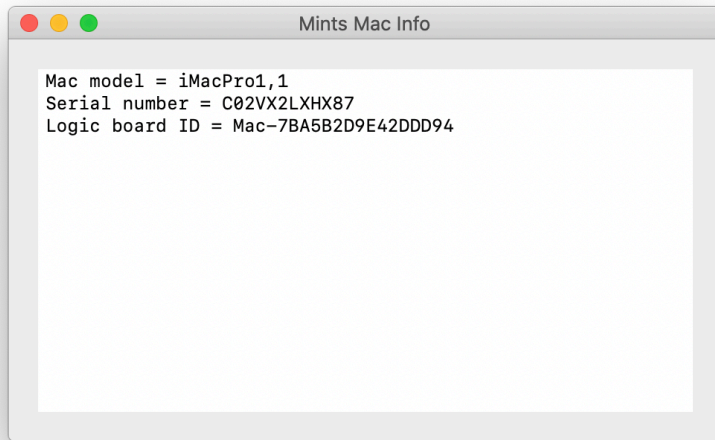 Mints Mac Info
Mac model = iMacPro1,1
Serial number = C02VX2LXHX87
Logic board ID = Mac-7BA5B2D9E42DDD94